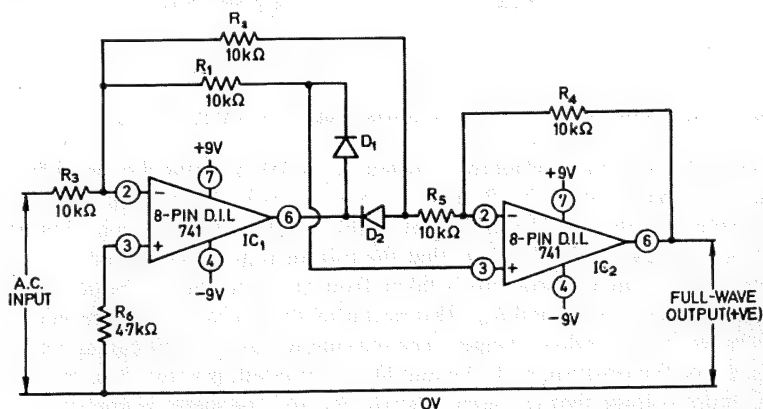 R₂
10kΩ
R₁
10kΩ
D₁
R₄
10kΩ
R₃
10kΩ
+9V
7
2
−
8-PIN D.I.L
741
3
+
6
IC₁
4
−9V
D₂
R₅
10kΩ
+9V
7
2
−
8-PIN D.I.L
741
3
+
6
IC₂
4
−9V
A.C.
INPUT
R₆
4.7kΩ
FULL-WAVE
OUTPUT(+VE)
0V